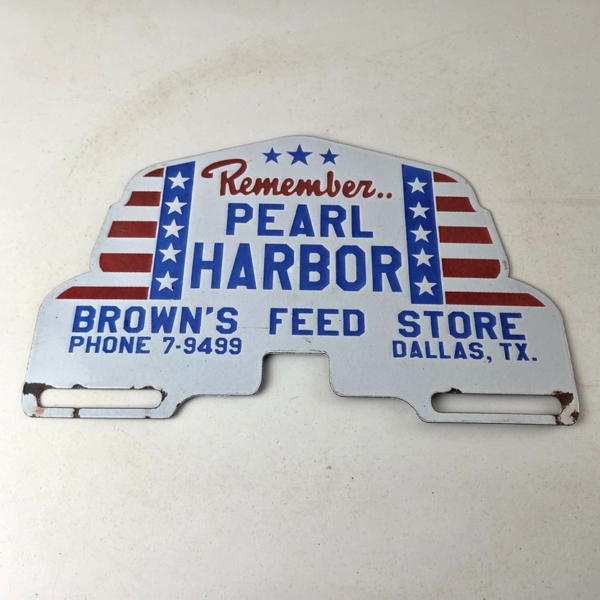 Remember..
PEARL
HARBOR
BROWN'S FEED STORE
PHONE 7-9499 DALLAS, TX.